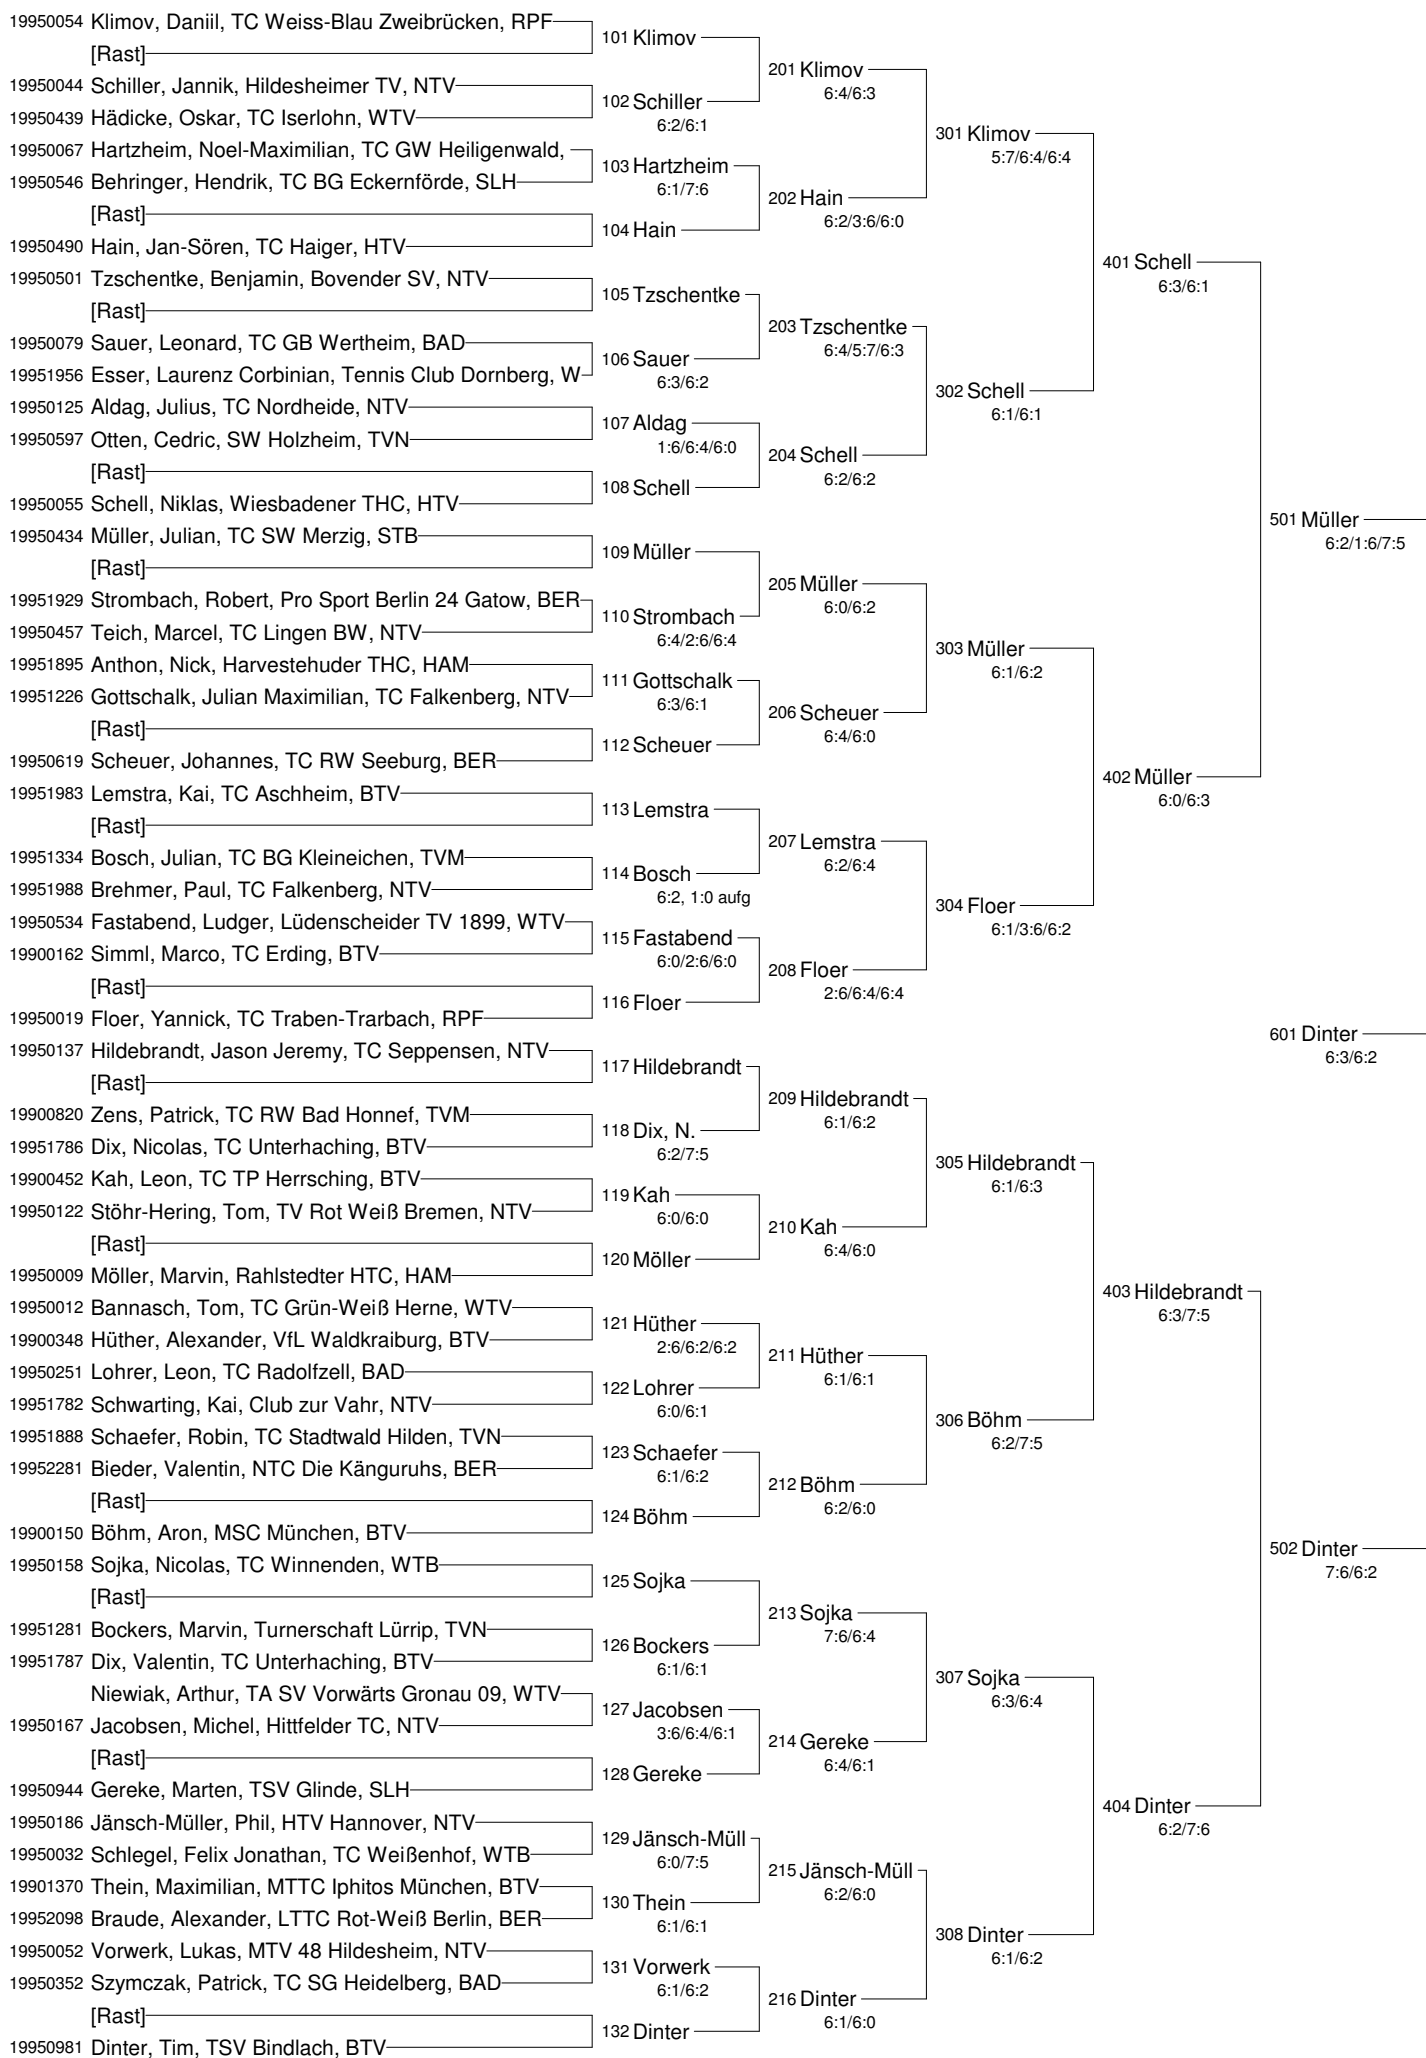 19950054 Klimov, Daniil, TC Weiss-Blau Zweibrücken, RPF
101 Klimov
[Rast]
201 Klimov
6:4/6:3
19950044 Schiller, Jannik, Hildesheimer TV, NTV
102 Schiller
6:2/6:1
19950439 Hädicke, Oskar, TC Iserlohn, WTV
301 Klimov
5:7/6:4/6:4
19950067 Hartzheim, Noel-Maximilian, TC GW Heiligenwald,
103 Hartzheim
6:1/7:6
19950546 Behringer, Hendrik, TC BG Eckernförde, SLH
202 Hain
6:2/3:6/6:0
[Rast]
104 Hain
19950490 Hain, Jan-Sören, TC Haiger, HTV
401 Schell
6:3/6:1
19950501 Tzschentke, Benjamin, Bovender SV, NTV
105 Tzschentke
[Rast]
203 Tzschentke
6:4/5:7/6:3
19950079 Sauer, Leonard, TC GB Wertheim, BAD
106 Sauer
6:3/6:2
19951956 Esser, Laurenz Corbinian, Tennis Club Dornberg, W
302 Schell
6:1/6:1
19950125 Aldag, Julius, TC Nordheide, NTV
107 Aldag
1:6/6:4/6:0
19950597 Otten, Cedric, SW Holzheim, TVN
204 Schell
6:2/6:2
[Rast]
108 Schell
19950055 Schell, Niklas, Wiesbadener THC, HTV
501 Müller
6:2/1:6/7:5
19950434 Müller, Julian, TC SW Merzig, STB
109 Müller
[Rast]
205 Müller
6:0/6:2
19951929 Strombach, Robert, Pro Sport Berlin 24 Gatow, BER
110 Strombach
6:4/2:6/6:4
19950457 Teich, Marcel, TC Lingen BW, NTV
303 Müller
6:1/6:2
19951895 Anthon, Nick, Harvestehuder THC, HAM
111 Gottschalk
6:3/6:1
19951226 Gottschalk, Julian Maximilian, TC Falkenberg, NTV
206 Scheuer
6:4/6:0
[Rast]
112 Scheuer
19950619 Scheuer, Johannes, TC RW Seeburg, BER
402 Müller
6:0/6:3
19951983 Lemstra, Kai, TC Aschheim, BTV
113 Lemstra
[Rast]
207 Lemstra
6:2/6:4
19951334 Bosch, Julian, TC BG Kleineichen, TVM
114 Bosch
6:2, 1:0 aufg
19951988 Brehmer, Paul, TC Falkenberg, NTV
304 Floer
6:1/3:6/6:2
19950534 Fastabend, Ludger, Lüdenscheider TV 1899, WTV
115 Fastabend
6:0/2:6/6:0
19900162 Simml, Marco, TC Erding, BTV
208 Floer
2:6/6:4/6:4
[Rast]
116 Floer
19950019 Floer, Yannick, TC Traben-Trarbach, RPF
601 Dinter
6:3/6:2
19950137 Hildebrandt, Jason Jeremy, TC Seppensen, NTV
117 Hildebrandt
[Rast]
209 Hildebrandt
6:1/6:2
19900820 Zens, Patrick, TC RW Bad Honnef, TVM
118 Dix, N.
6:2/7:5
19951786 Dix, Nicolas, TC Unterhaching, BTV
305 Hildebrandt
6:1/6:3
19900452 Kah, Leon, TC TP Herrsching, BTV
119 Kah
6:0/6:0
19950122 Stöhr-Hering, Tom, TV Rot Weiß Bremen, NTV
210 Kah
6:4/6:0
[Rast]
120 Möller
19950009 Möller, Marvin, Rahlstedter HTC, HAM
403 Hildebrandt
6:3/7:5
19950012 Bannasch, Tom, TC Grün-Weiß Herne, WTV
121 Hüther
2:6/6:2/6:2
19900348 Hüther, Alexander, VfL Waldkraiburg, BTV
211 Hüther
6:1/6:1
19950251 Lohrer, Leon, TC Radolfzell, BAD
122 Lohrer
6:0/6:1
19951782 Schwarting, Kai, Club zur Vahr, NTV
306 Böhm
6:2/7:5
19951888 Schaefer, Robin, TC Stadtwald Hilden, TVN
123 Schaefer
6:1/6:2
19952281 Bieder, Valentin, NTC Die Känguruhs, BER
212 Böhm
6:2/6:0
[Rast]
124 Böhm
19900150 Böhm, Aron, MSC München, BTV
502 Dinter
7:6/6:2
19950158 Sojka, Nicolas, TC Winnenden, WTB
125 Sojka
[Rast]
213 Sojka
7:6/6:4
19951281 Bockers, Marvin, Turnerschaft Lürrip, TVN
126 Bockers
6:1/6:1
19951787 Dix, Valentin, TC Unterhaching, BTV
307 Sojka
6:3/6:4
Niewiak, Arthur, TA SV Vorwärts Gronau 09, WTV
127 Jacobsen
3:6/6:4/6:1
19950167 Jacobsen, Michel, Hittfelder TC, NTV
214 Gereke
6:4/6:1
[Rast]
128 Gereke
19950944 Gereke, Marten, TSV Glinde, SLH
404 Dinter
6:2/7:6
19950186 Jänsch-Müller, Phil, HTV Hannover, NTV
129 Jänsch-Müll
6:0/7:5
19950032 Schlegel, Felix Jonathan, TC Weißenhof, WTB
215 Jänsch-Müll
6:2/6:0
19901370 Thein, Maximilian, MTTC Iphitos München, BTV
130 Thein
6:1/6:1
19952098 Braude, Alexander, LTTC Rot-Weiß Berlin, BER
308 Dinter
6:1/6:2
19950052 Vorwerk, Lukas, MTV 48 Hildesheim, NTV
131 Vorwerk
6:1/6:2
19950352 Szymczak, Patrick, TC SG Heidelberg, BAD
216 Dinter
6:1/6:0
[Rast]
132 Dinter
19950981 Dinter, Tim, TSV Bindlach, BTV